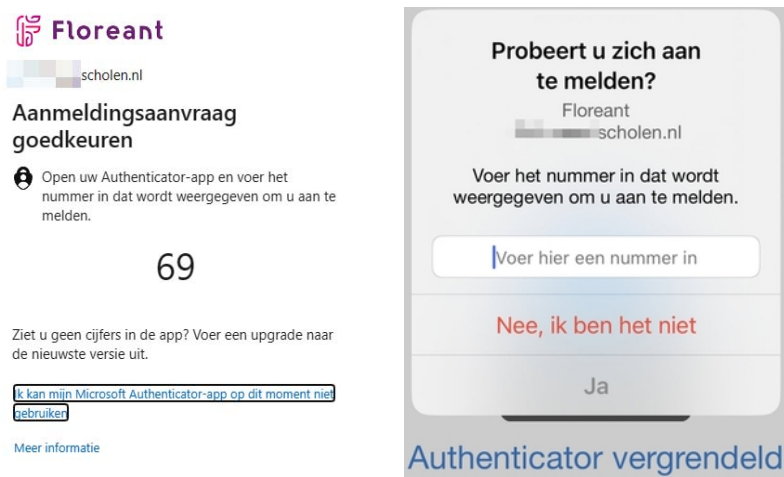 Floreant
scholen.nl
Aanmeldingsaanvraag
goedkeuren
Open uw Authenticator-app en voer het
nummer in dat wordt weergegeven om u aan te
melden.
69
Ziet u geen cijfers in de app? Voer een upgrade naar
de nieuwste versie uit.
Ik kan mijn Microsoft Authenticator-app op dit moment niet
gebruiken
Meer informatie
Probeert u zich aan
te melden?
Floreant
scholen.nl
Voer het nummer in dat wordt
weergegeven om u aan te melden.
Voer hier een nummer in
Nee, ik ben het niet
Ja
Authenticator vergrendeld